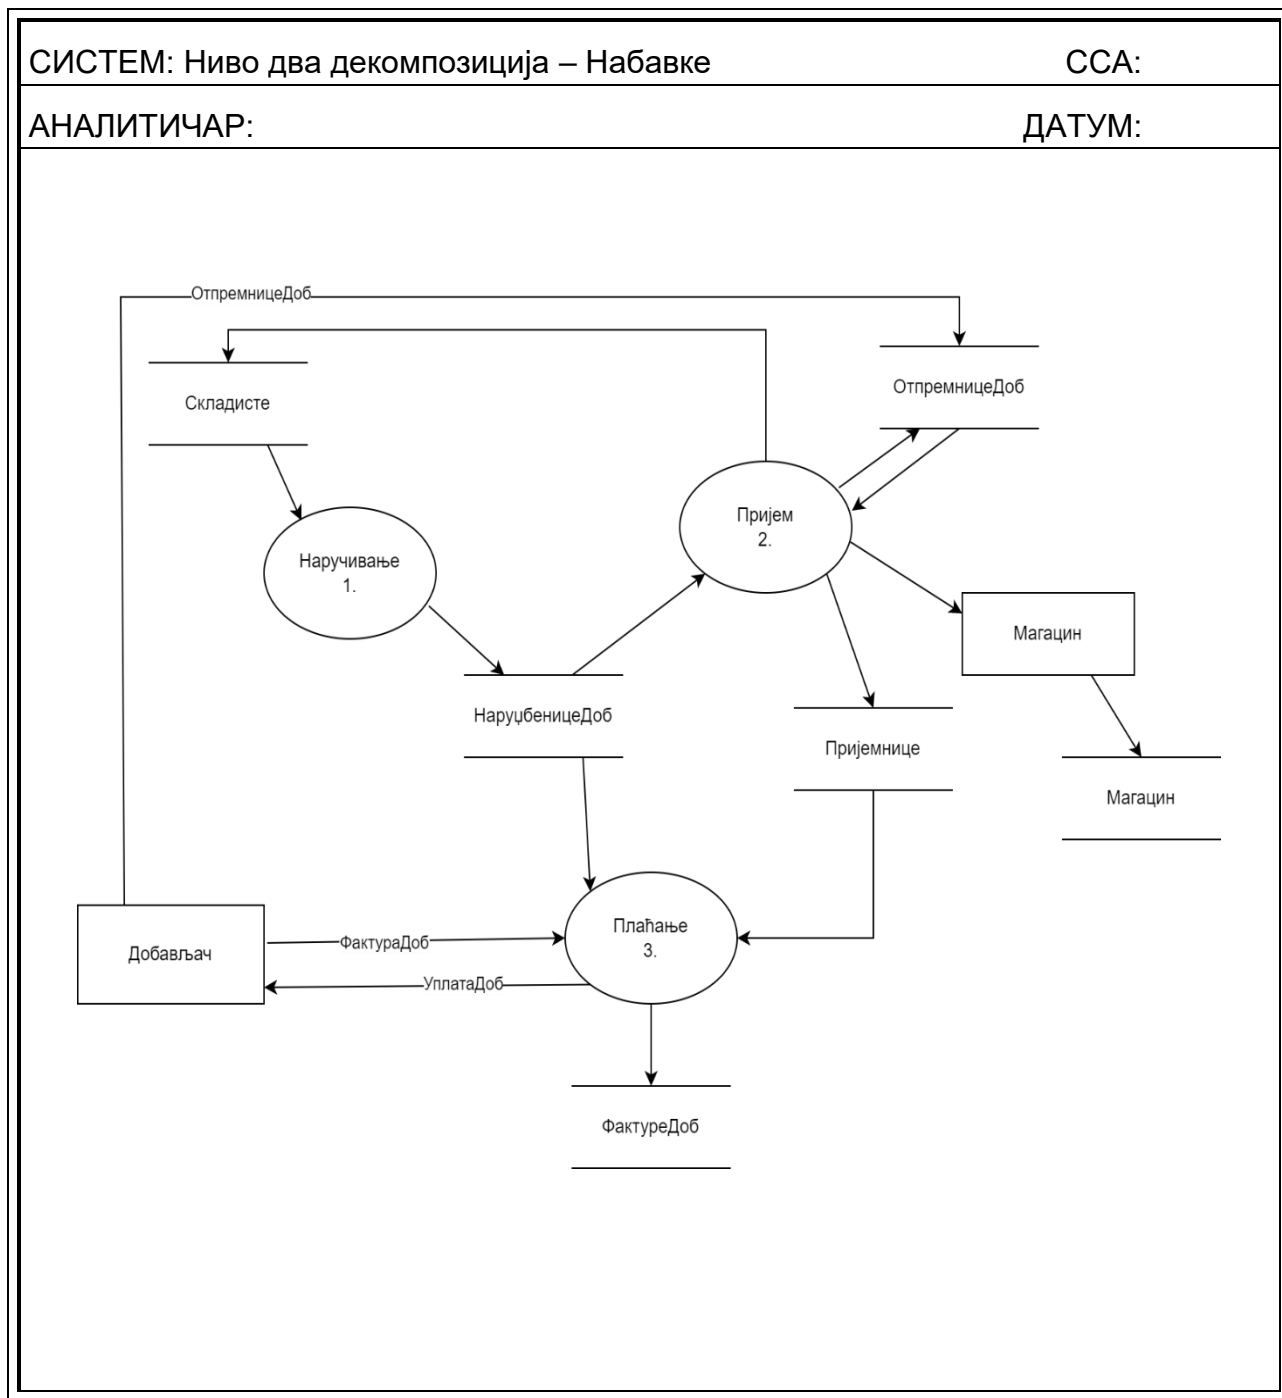 СИСТЕМ: Ниво два декомпозиција – Набавке ССА:
АНАЛИТИЧАР: ДАТУМ:
ОтпремницеДоб
Складисте
ОтпремницеДоб
Пријем
2.
Наручивање
1.
Магацин
НаруџбеницеДоб
Пријемнице
Магацин
Плаћање
3.
Добављач
ФактураДоб
УплатаДоб
ФактуреДоб